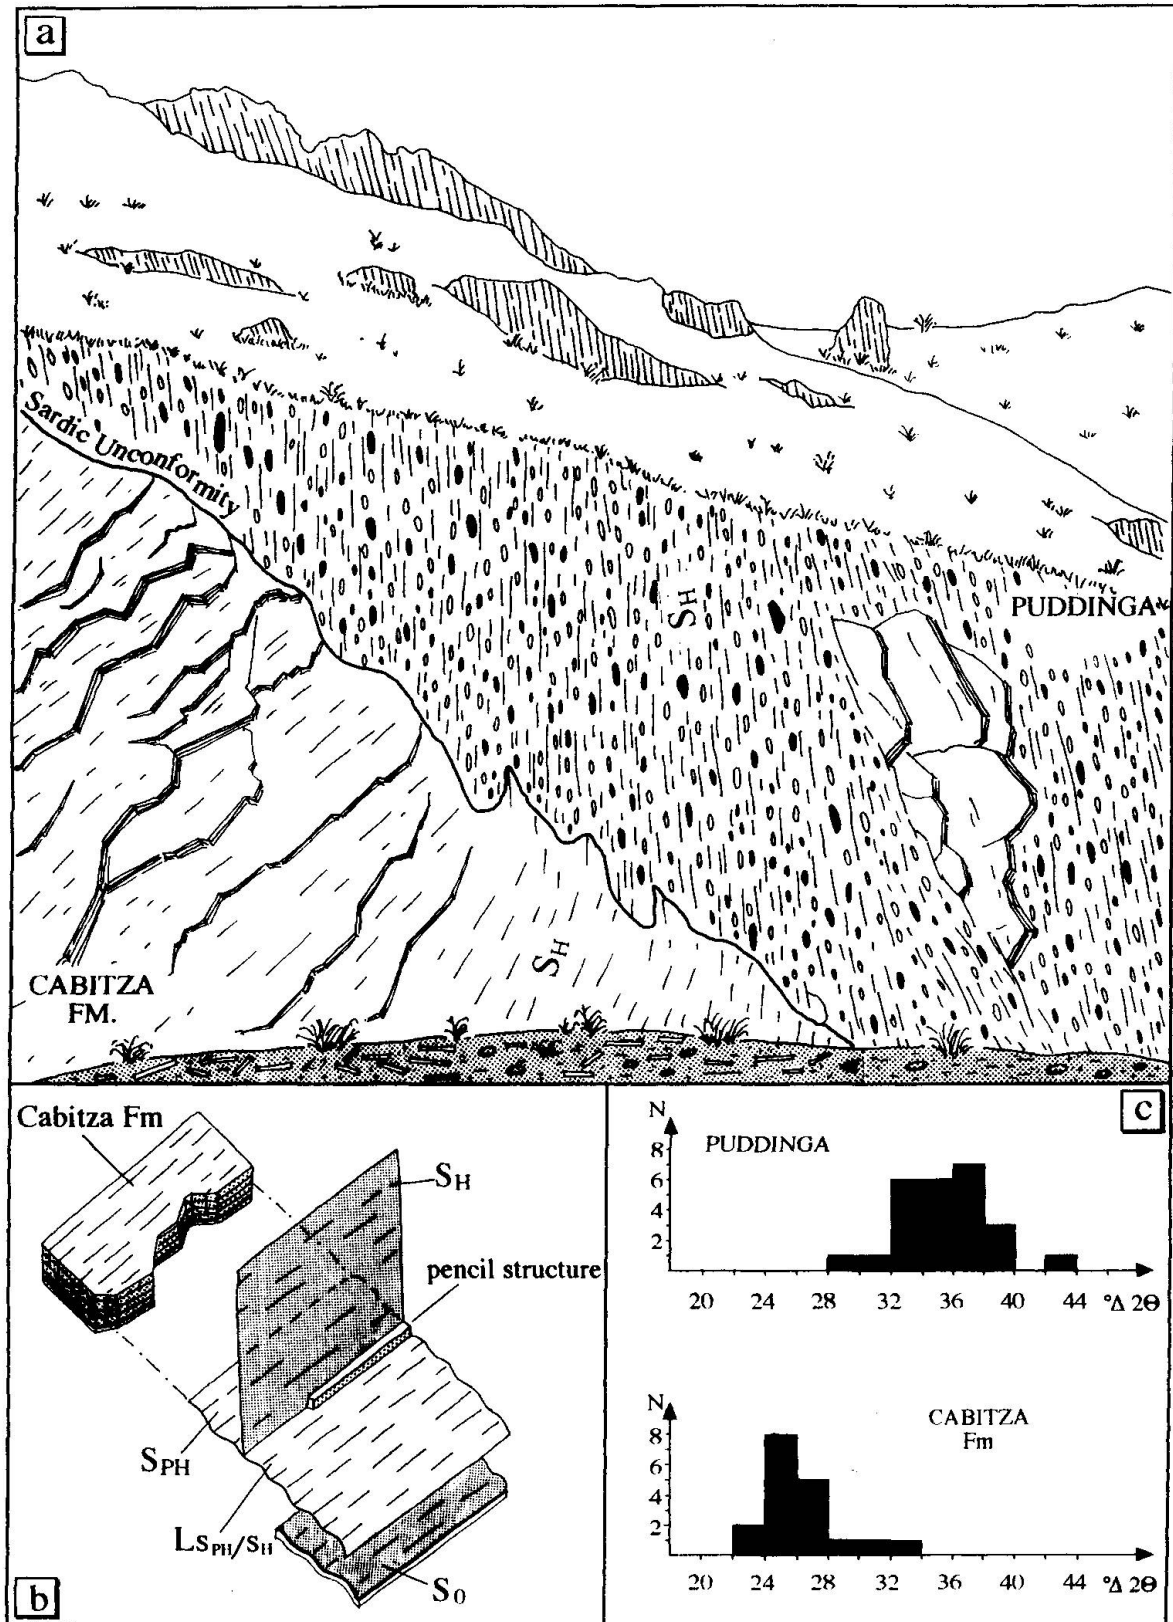 a
Sardic Unconformity
SH
PUDDINGA
SH
CABITZA
FM.
Cabitza Fm
SH
pencil structure
SPH
LSPH/SH
S0
b
c
N
PUDDINGA
8
6
4
2
20 24 28 32 36 40 44 °Δ 2Θ
N
CABITZA
Fm
8
6
4
2
20 24 28 32 36 40 44 °Δ 2Θ